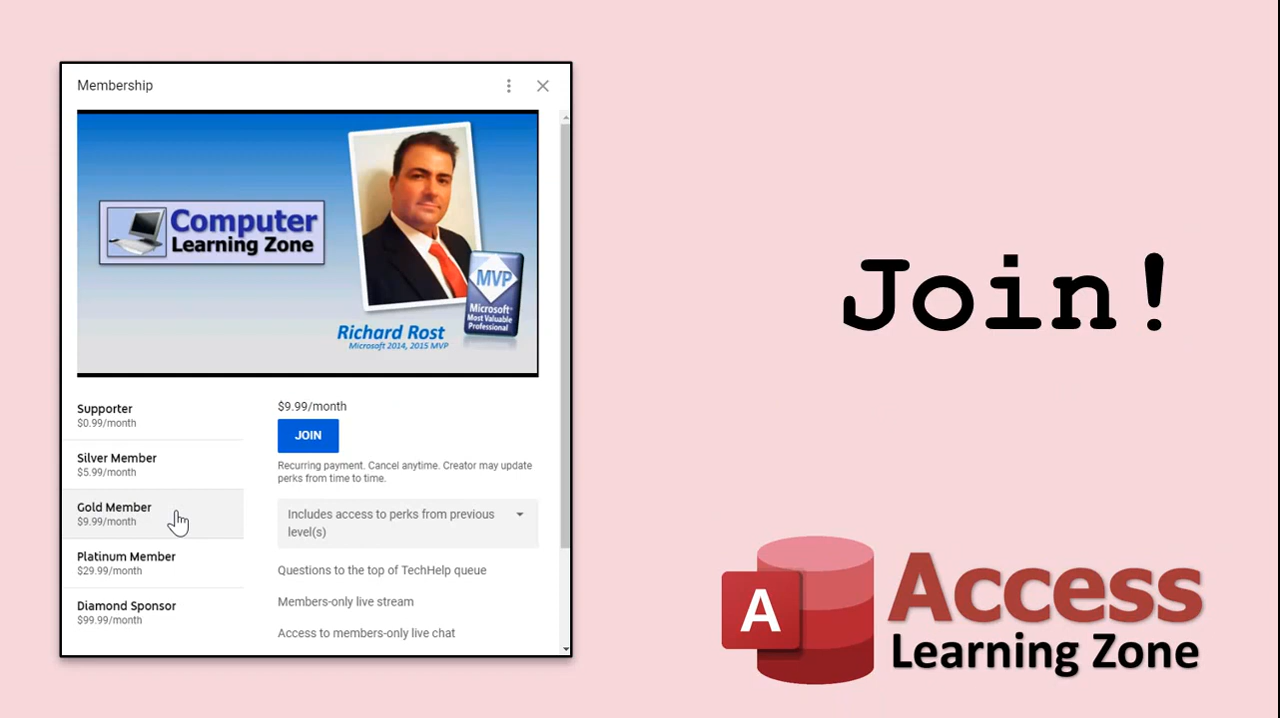 Membership
Computer
Learning Zone
MVP
Microsoft®
Most Valuable
Professional
Richard Rost
Microsoft 2014, 2015 MVP
Supporter
$0.99/month
Silver Member
$5.99/month
Gold Member
$9.99/month
Platinum Member
$29.99/month
Diamond Sponsor
$99.99/month
$9.99/month
JOIN
Recurring payment. Cancel anytime. Creator may update
perks from time to time.
Includes access to perks from previous
level(s)
Questions to the top of TechHelp queue
Members-only live stream
Access to members-only live chat
Join!
A
Access
Learning Zone